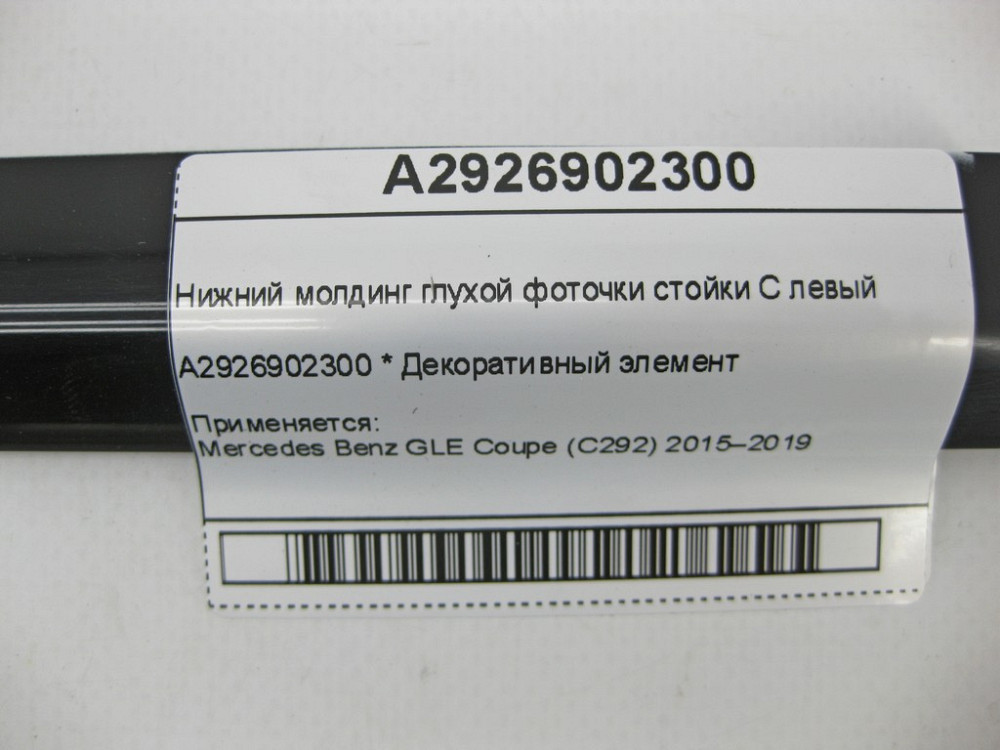 A2926902300
Нижний молдинг глухой фоточки стойки С левый
A2926902300 * Декоративный элемент
Применяется:
Mercedes Benz GLE Coupe (C292) 2015–2019